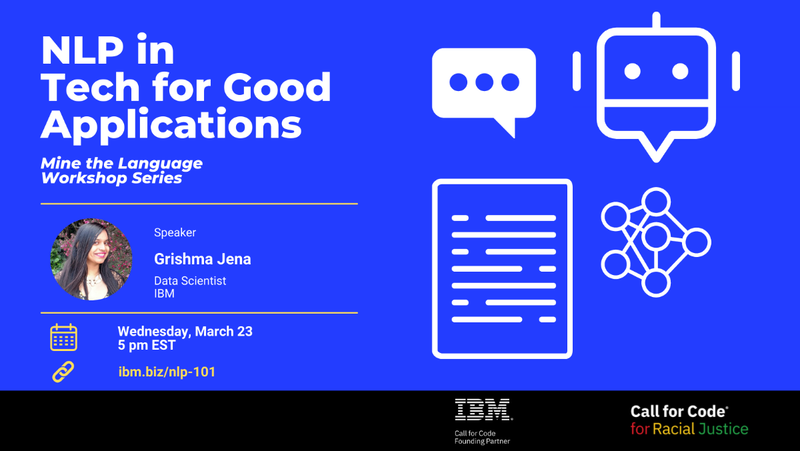 NLP in
Tech for Good
Applications
Mine the Language
Workshop Series
Speaker
Grishma Jena
Data Scientist
IBM
Wednesday, March 23
5 pm EST
ibm.biz/nlp-101
IBM®
Call for Code
Founding Partner
Call for Code®
for Racial Justice